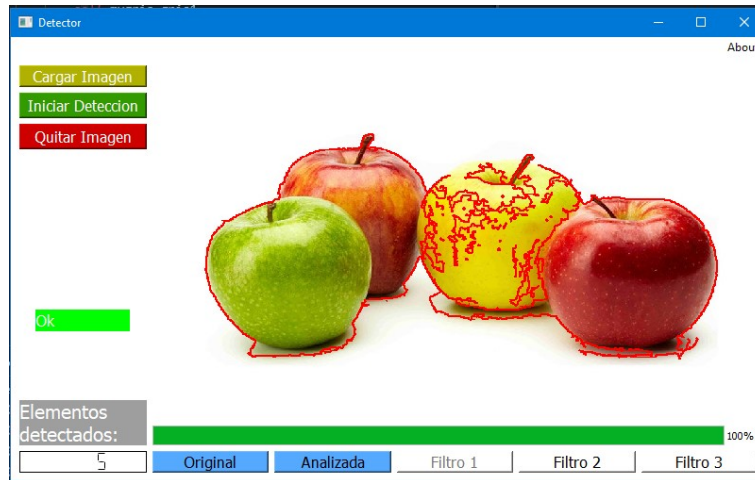 Detector
Abou
Cargar Imagen
Iniciar Deteccion
Quitar Imagen
Ok
Elementos
detectados:
5
100%
Original
Analizada
Filtro 1
Filtro 2
Filtro 3